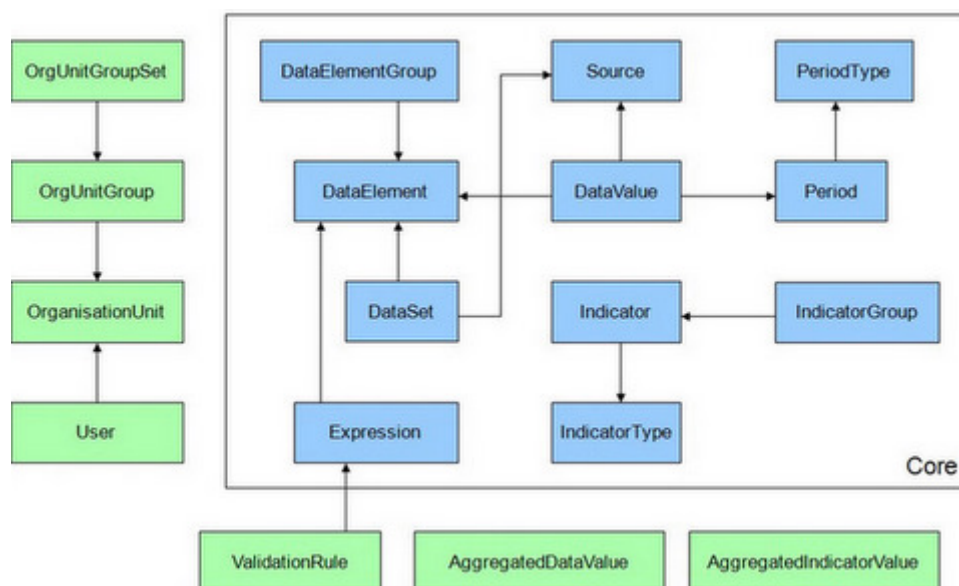 OrgUnitGroupSet
DataElementGroup
Source
PeriodType
OrgUnitGroup
DataElement
DataValue
Period
OrganisationUnit
DataSet
Indicator
IndicatorGroup
User
Expression
IndicatorType
Core
ValidationRule
AggregatedDataValue
AggregatedIndicatorValue